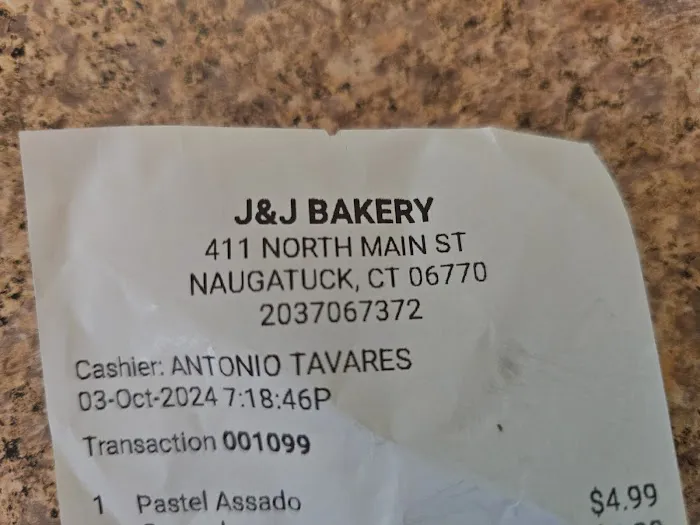 J&J BAKERY
411 NORTH MAIN ST
NAUGATUCK, CT 06770
2037067372
Cashier: ANTONIO TAVARES
03-Oct-2024 7:18:46P
Transaction 001099
1 Pastel Assado $4.99